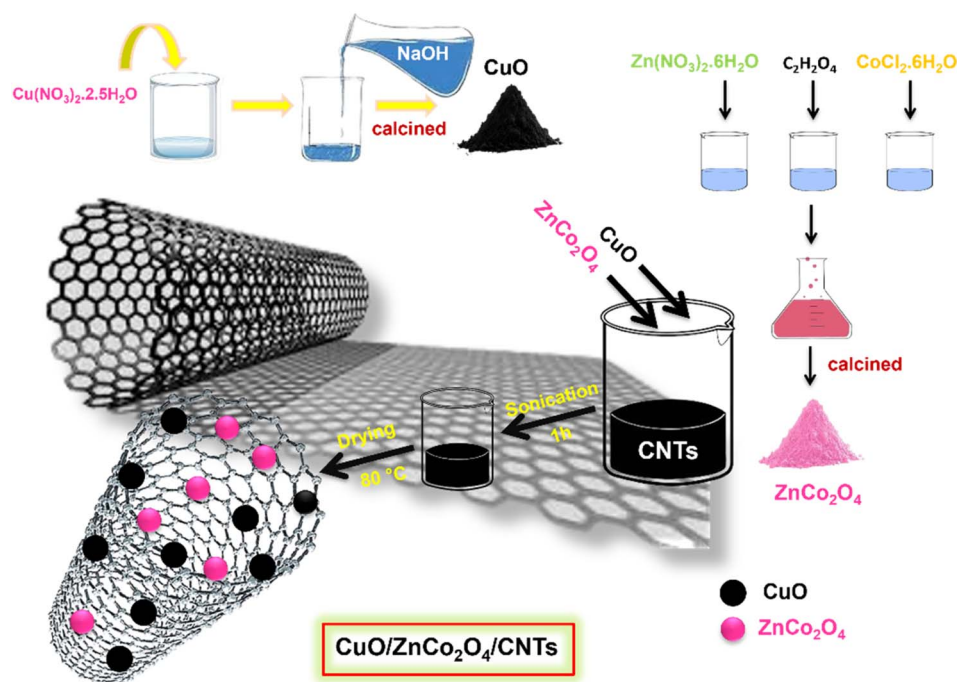 Cu(NO₃)₂.2.5H₂O
NaOH
calcined
CuO
Zn(NO₃)₂.6H₂O
C₂H₂O₄
CoCl₂.6H₂O
calcined
ZnCo₂O₄
ZnCo₂O₄
CuO
CNTs
Sonication
1h
Drying
80 °C
CuO
ZnCo₂O₄
CuO/ZnCo₂O₄/CNTs